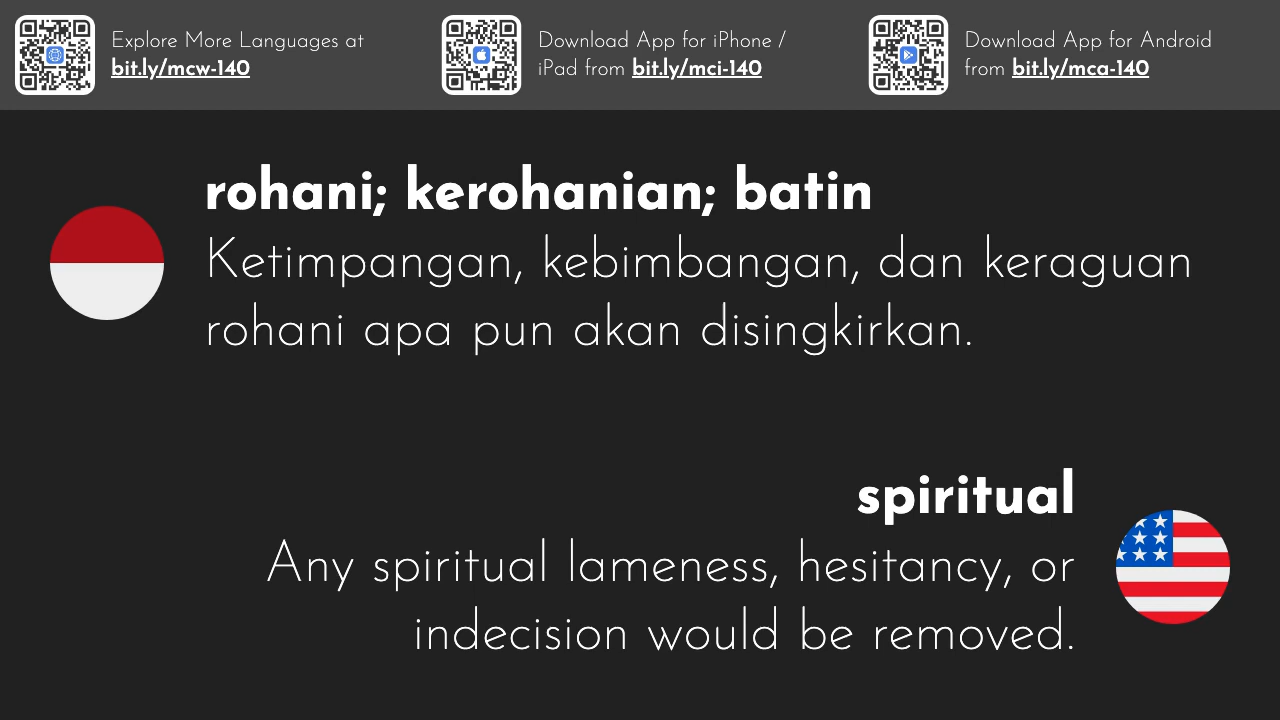 Explore More Languages at
bit.ly/mcw-140
Download App for iPhone /
iPad from bit.ly/mci-140
Download App for Android
from bit.ly/mca-140
rohani; kerohanian; batin
Ketimpangan, kebimbangan, dan keraguan
rohani apa pun akan disingkirkan.
spiritual
Any spiritual lameness, hesitancy, or
indecision would be removed.